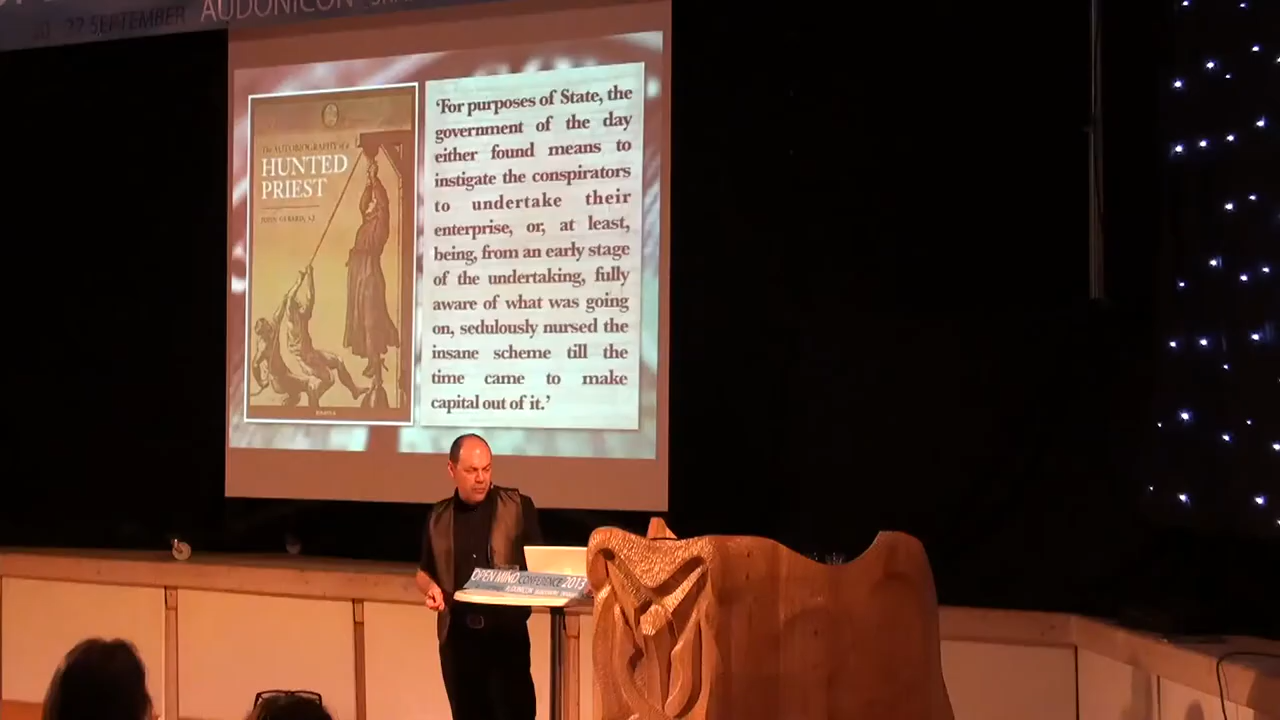 20 - 22 SEPTEMBER AUDONICON
The AUTOBIOGRAPHY of a
HUNTED
PRIEST
JOHN GERARD, S.J.
IGNATIUS
‘For purposes of State, the
government of the day
either found means to
instigate the conspirators
to undertake their
enterprise, or, at least,
being, from an early stage
of the undertaking, fully
aware of what was going
on, sedulously nursed the
insane scheme till the
time came to make
capital out of it.’
OPEN MIND CONFERENCE 2013
AUDONICON